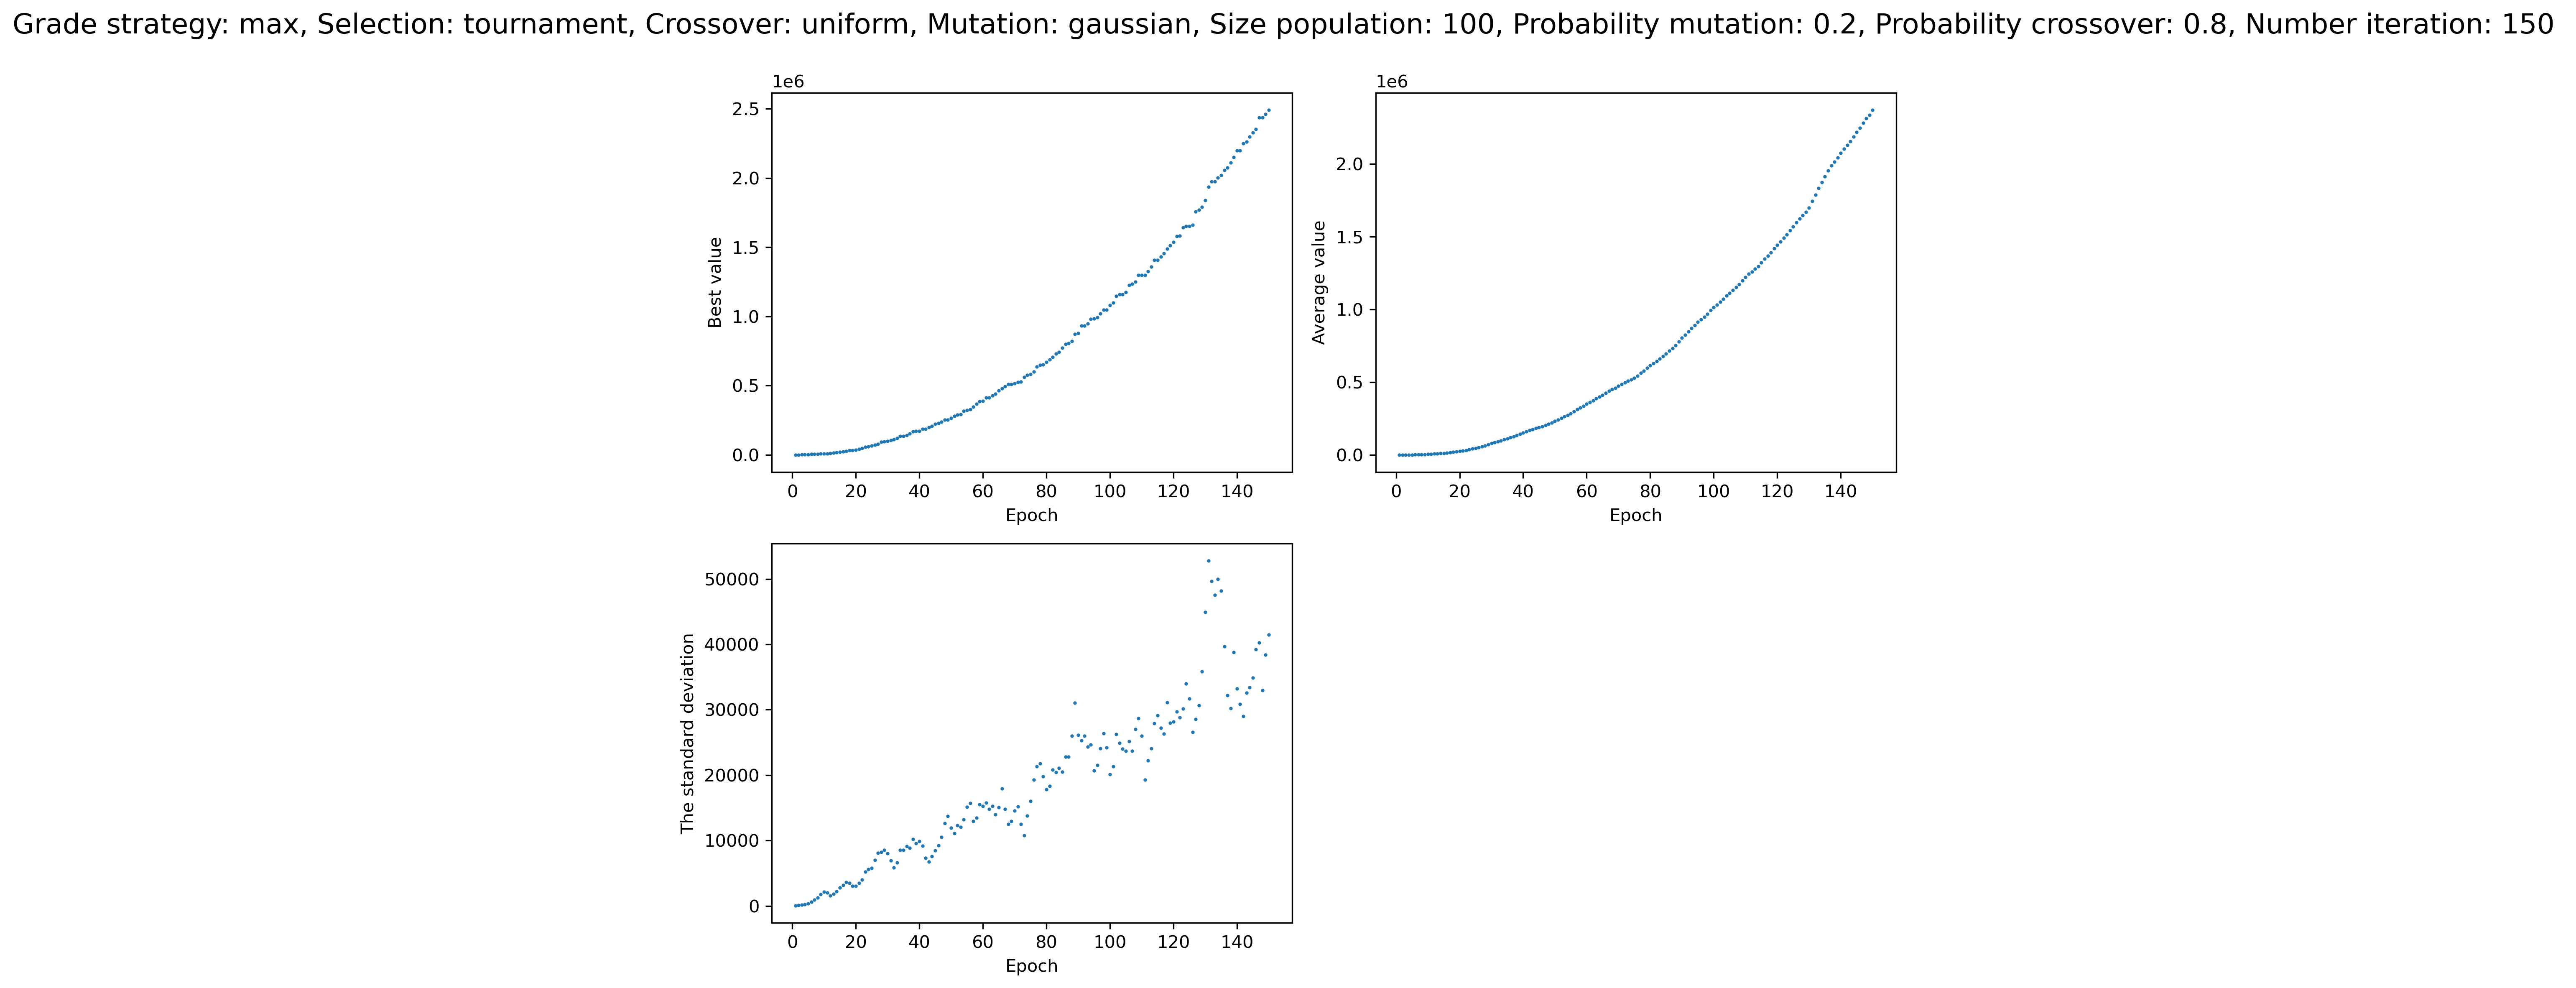 Grade strategy: max, Selection: tournament, Crossover: uniform, Mutation: gaussian, Size population: 100, Probability mutation: 0.2, Probability crossover: 0.8, Number iteration: 150
1e6
2.5
2.0
1.5
1.0
0.5
0.0
Best value
0 20 40 60 80 100 120 140
Epoch
1e6
2.0
1.5
1.0
0.5
0.0
Average value
0 20 40 60 80 100 120 140
Epoch
50000
40000
30000
20000
10000
0
The standard deviation
0 20 40 60 80 100 120 140
Epoch